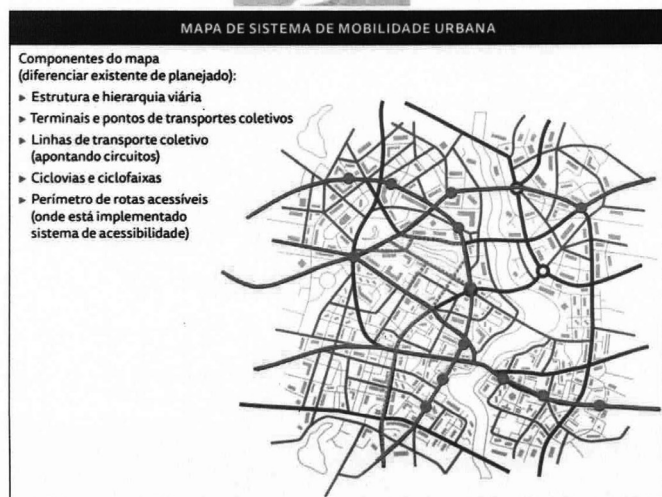 MAPA DE SISTEMA DE MOBILIDADE URBANA
Componentes do mapa
(diferenciar existente de planejado):
▸ Estrutura e hierarquia viária
▸ Terminais e pontos de transportes coletivos
▸ Linhas de transporte coletivo
(apontando circuitos)
▸ Ciclovias e ciclofaixas
▸ Perímetro de rotas acessíveis
(onde está implementado
sistema de acessibilidade)